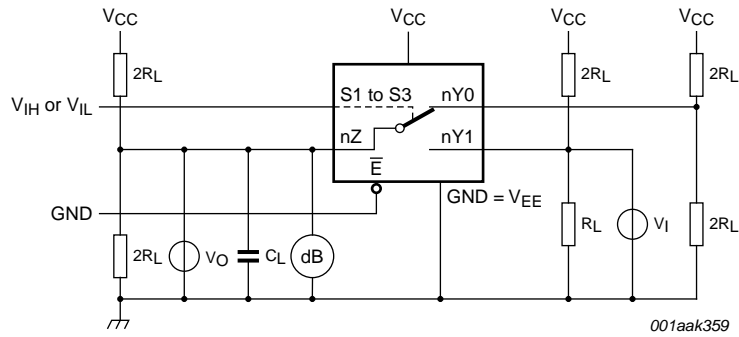 VCC VCC VCC VCC
2RL 2RL 2RL
VIH or VIL S1 to S3 nY0
nZ nY1
E̅
GND GND = VEE
2RL VO CL dB RL VI 2RL
001aak359